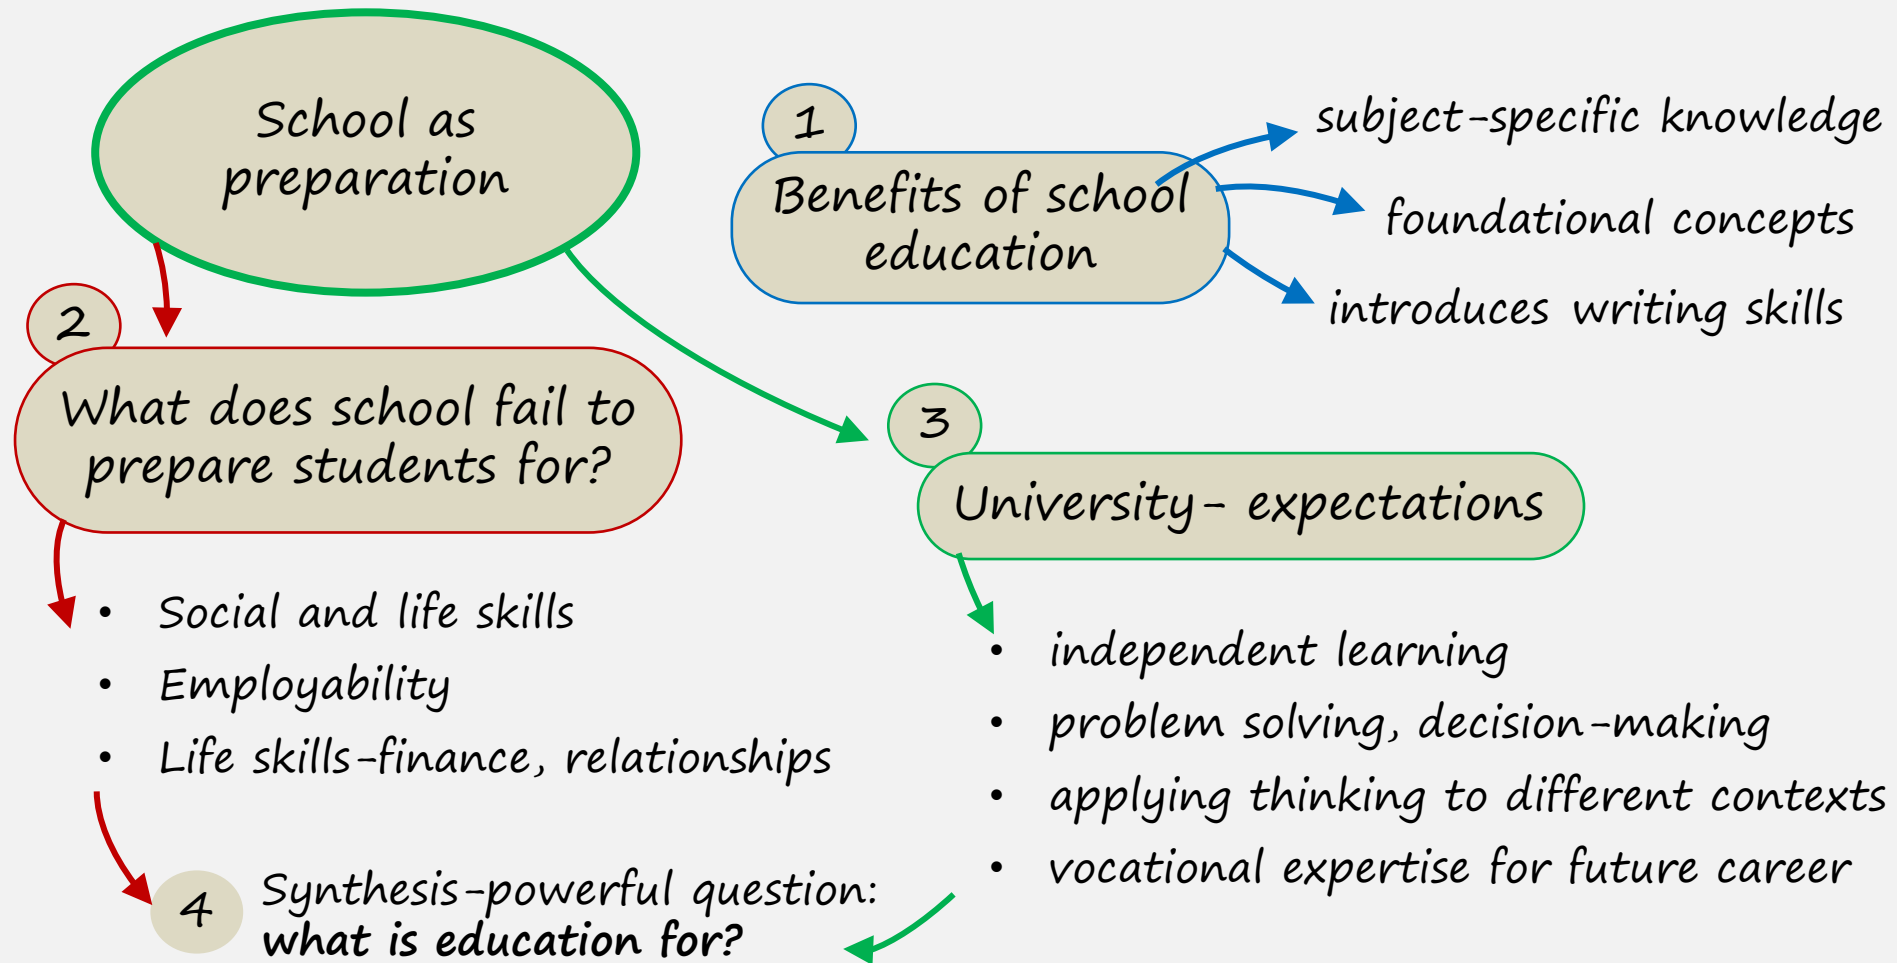 School as
preparation
1
Benefits of school
education
subject-specific knowledge
foundational concepts
introduces writing skills
2
What does school fail to
prepare students for?
• Social and life skills
• Employability
• Life skills-finance, relationships
3
University- expectations
• independent learning
• problem solving, decision-making
• applying thinking to different contexts
• vocational expertise for future career
4
Synthesis-powerful question:
what is education for?